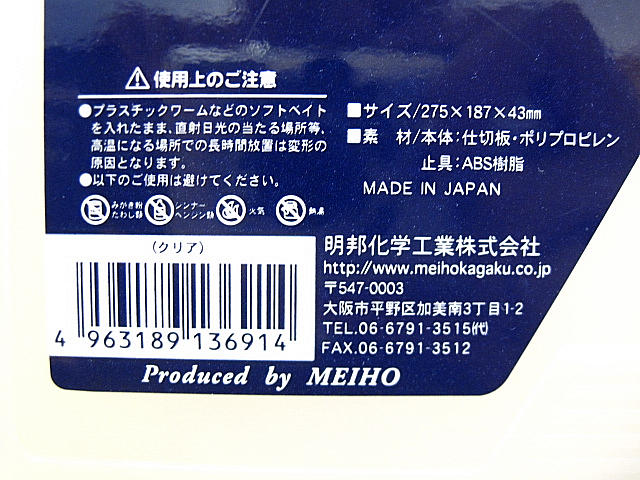 ⚠使用上のご注意
●プラスチックワームなどのソフトベイト
を入れたまま、直射日光の当たる場所等、
高温になる場所での長時間放置は変形の
原因となります。
●以下のご使用は避けてください。
みがき粉 たわし類
シンナー ベンジン類
火気
熱湯
■サイズ/275×187×43㎜
■素 材/本体:仕切板・ポリプロピレン
止具:ABS樹脂
MADE IN JAPAN
(クリア)
4 963189 136914
明邦化学工業株式会社
http://www.meihokagaku.co.jp
〒547-0003
大阪市平野区加美南3丁目1-2
TEL.06-6791-3515(代)
FAX.06-6791-3512
Produced by MEIHO